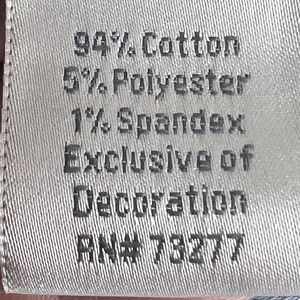 94% Cotton
5% Polyester
1% Spandex
Exclusive of
Decoration
RN# 73277